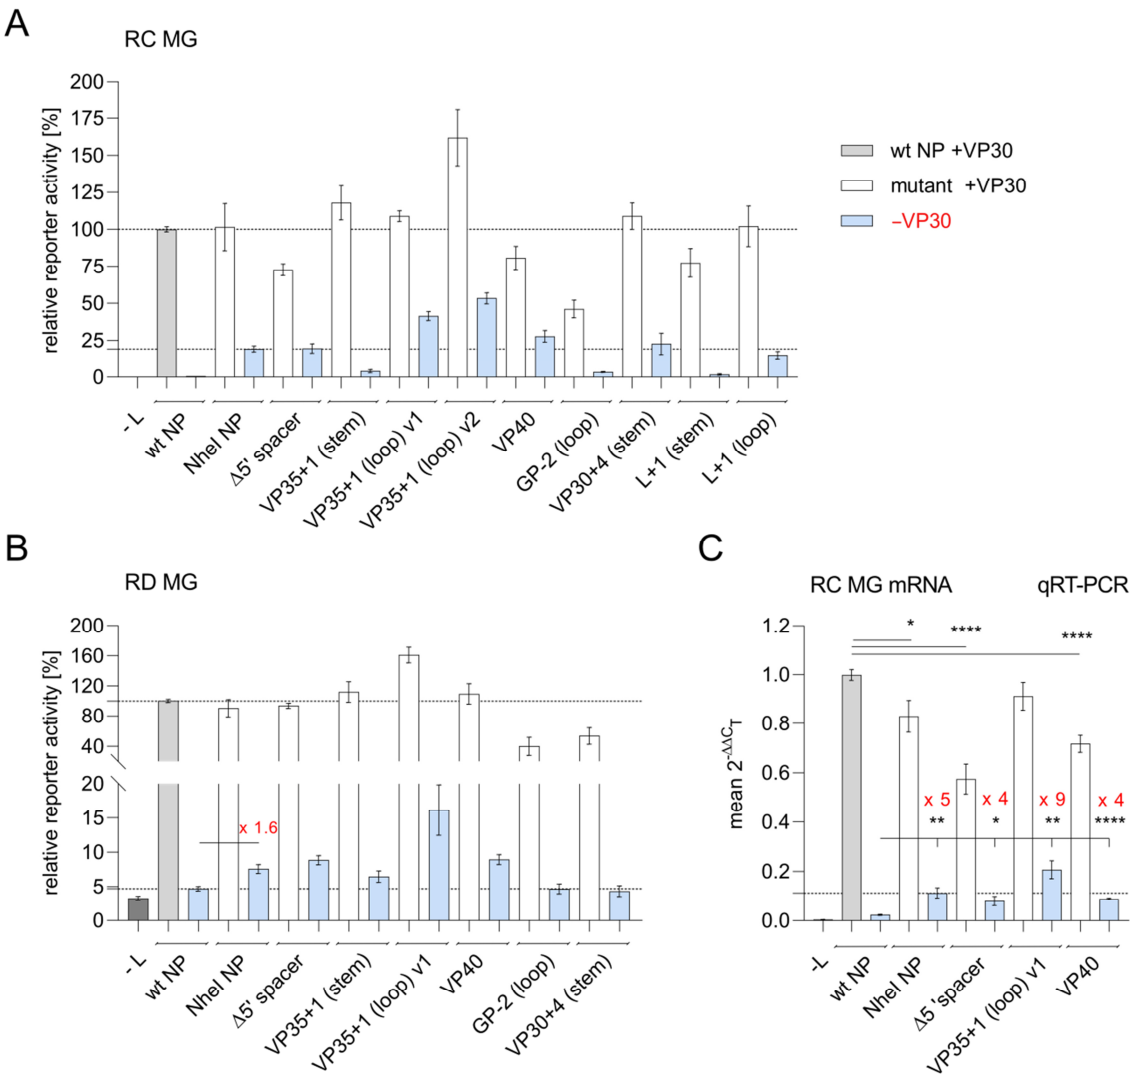 A
RC MG
relative reporter activity [%]
200
175
150
125
100
75
50
25
0
- L
wt NP
NheI NP
Δ5' spacer
VP35+1 (stem)
VP35+1 (loop) v1
VP35+1 (loop) v2
VP40
GP-2 (loop)
VP30+4 (stem)
L+1 (stem)
L+1 (loop)
wt NP +VP30
mutant +VP30
–VP30
B
RD MG
relative reporter activity [%]
200
160
120
80
40
20
15
10
5
0
x 1.6
- L
wt NP
NheI NP
Δ5' spacer
VP35+1 (stem)
VP35+1 (loop) v1
VP40
GP-2 (loop)
VP30+4 (stem)
C
RC MG mRNA qRT-PCR
mean 2-ΔΔCT
1.2
1.0
0.8
0.6
0.4
0.2
0.0
* **** ****
x 5 x 4 x 9 x 4
** * ** ****
-L
wt NP
NheI NP
Δ5 'spacer
VP35+1 (loop) v1
VP40